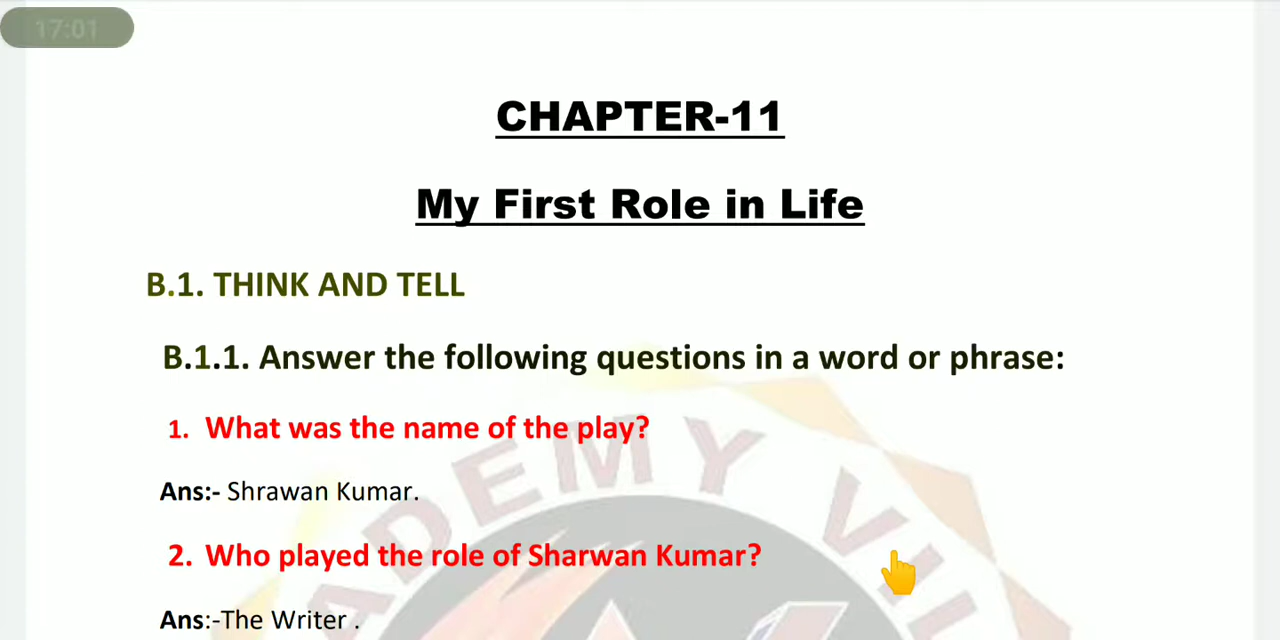 17:01
CHAPTER-11
My First Role in Life
B.1. THINK AND TELL
B.1.1. Answer the following questions in a word or phrase:
1. What was the name of the play?
Ans:- Shrawan Kumar.
2. Who played the role of Sharwan Kumar?
Ans:-The Writer .
ADEMY VI